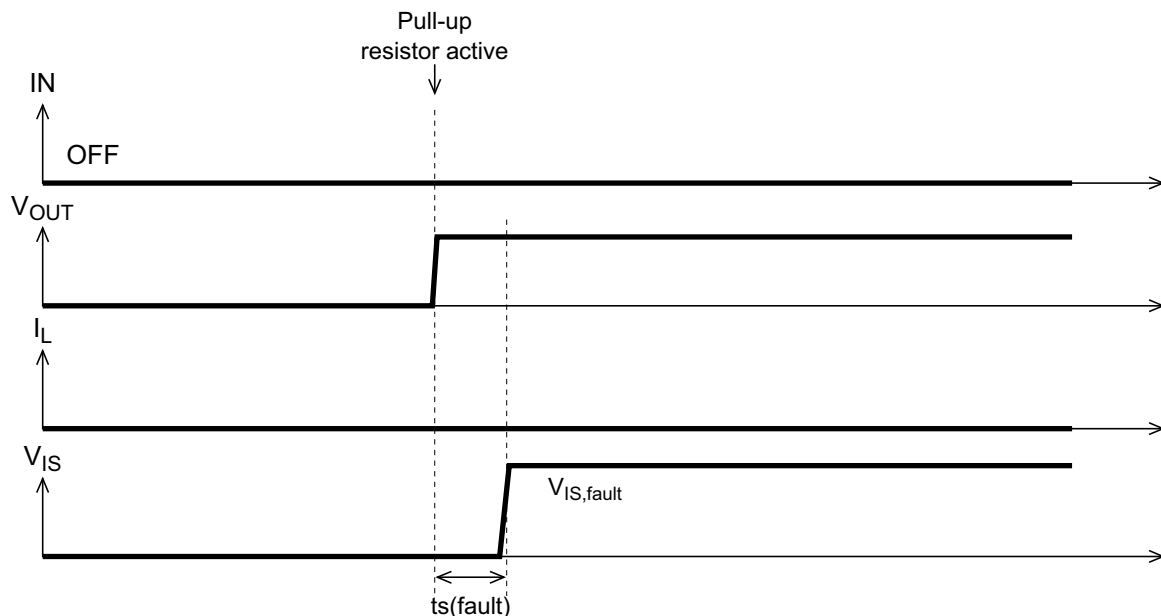 Pull-up
resistor active
IN
OFF
VOUT
IL
VIS
VIS,fault
ts(fault)